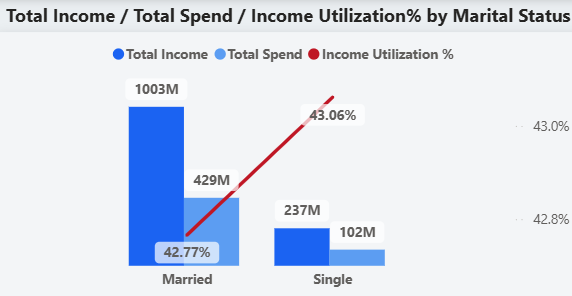 Total Income / Total Spend / Income Utilization% by Marital Status
Total Income Total Spend Income Utilization %
1003M
43.06%
43.0%
429M
237M
102M
42.8%
42.77%
Married Single